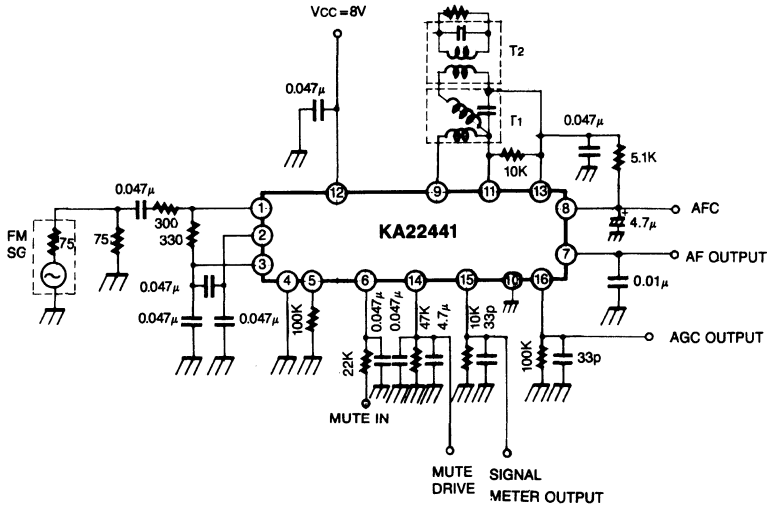 VCC=8V
T2
0.047μ
T1
0.047μ
10K
5.1K
12
9
11
13
0.047μ
300
330
1
8
AFC
FM
SG
75
75
2
KA22441
4.7μ
+
3
7
AF OUTPUT
0.047μ
4
5
6
14
15
10
16
0.01μ
0.047μ
0.047μ
100K
0.047μ
0.047μ
47K
4.7μ
10K
33p
AGC OUTPUT
22K
100K
33p
MUTE IN
MUTE
DRIVE
SIGNAL
METER OUTPUT